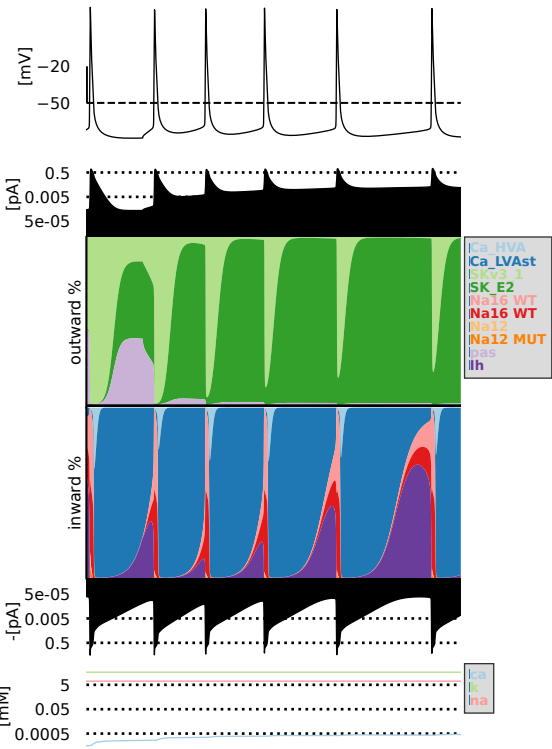 [mV]
−20
−50
[pA]
0.5
0.005
5e-05
outward %
Ca_HVA
Ca_LVAst
SKv3_1
SK_E2
Na16 WT
Na16 WT
Na12
Na12 MUT
pas
Ih
inward %
-[pA]
5e-05
0.005
0.5
[mM]
5
0.05
0.0005
ca
k
na